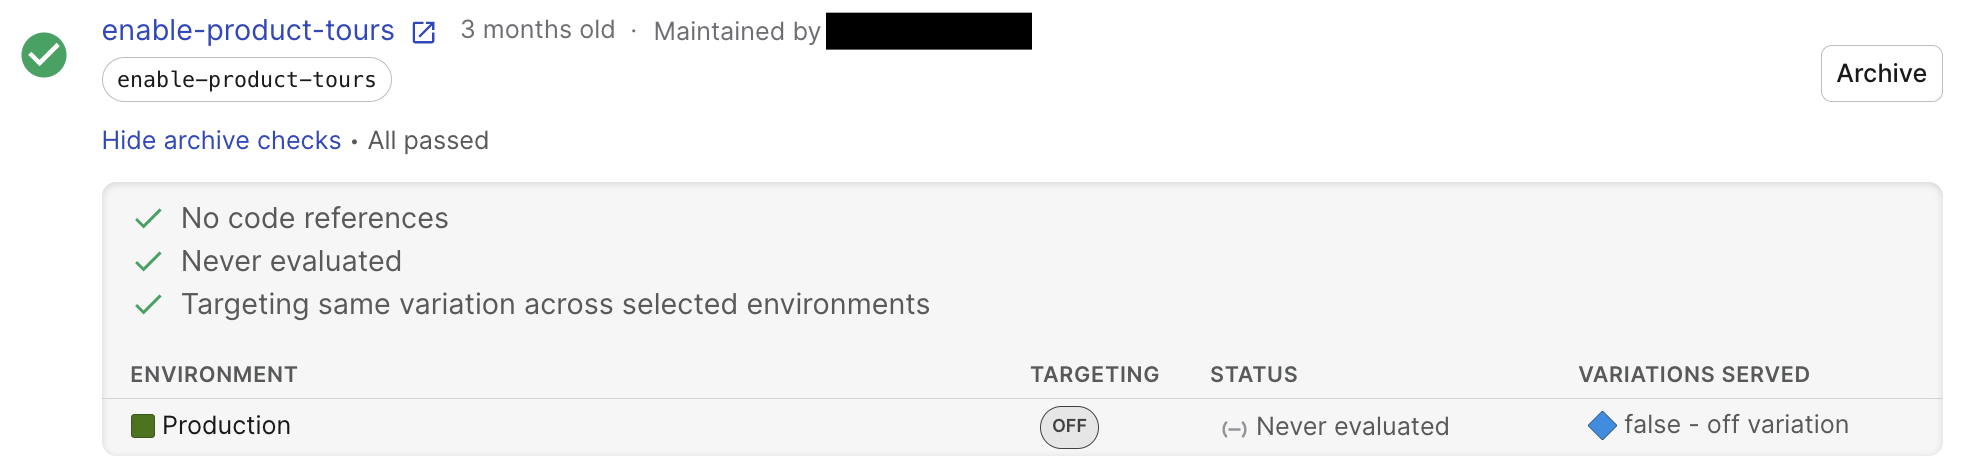 enable-product-tours 3 months old · Maintained by
enable-product-tours
Archive
Hide archive checks • All passed
No code references
Never evaluated
Targeting same variation across selected environments
ENVIRONMENT TARGETING STATUS VARIATIONS SERVED
Production OFF (–) Never evaluated false - off variation